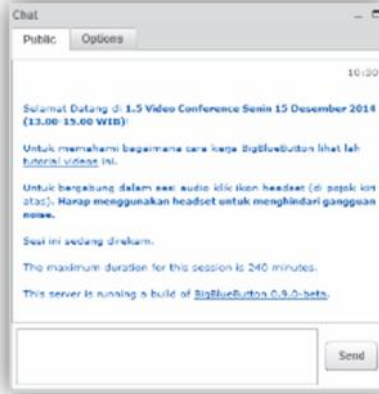 Chat
Public Options
10:30
Selamat Datang di 1.5 Video Conference Senin 15 Desember 2014
(13.00-15.00 WIB)!
Untuk memahami bagaimana cara kerja BigBlueButton lihat lah
tutorial videos ini.
Untuk bergabung dalam sesi audio klik ikon headset (di pojok kiri
atas). Harap menggunakan headset untuk menghindari gangguan
noise.
Sesi ini sedang direkam.
The maximum duration for this session is 240 minutes.
This server is running a build of BigBlueButton 0.9.0-beta.
Send